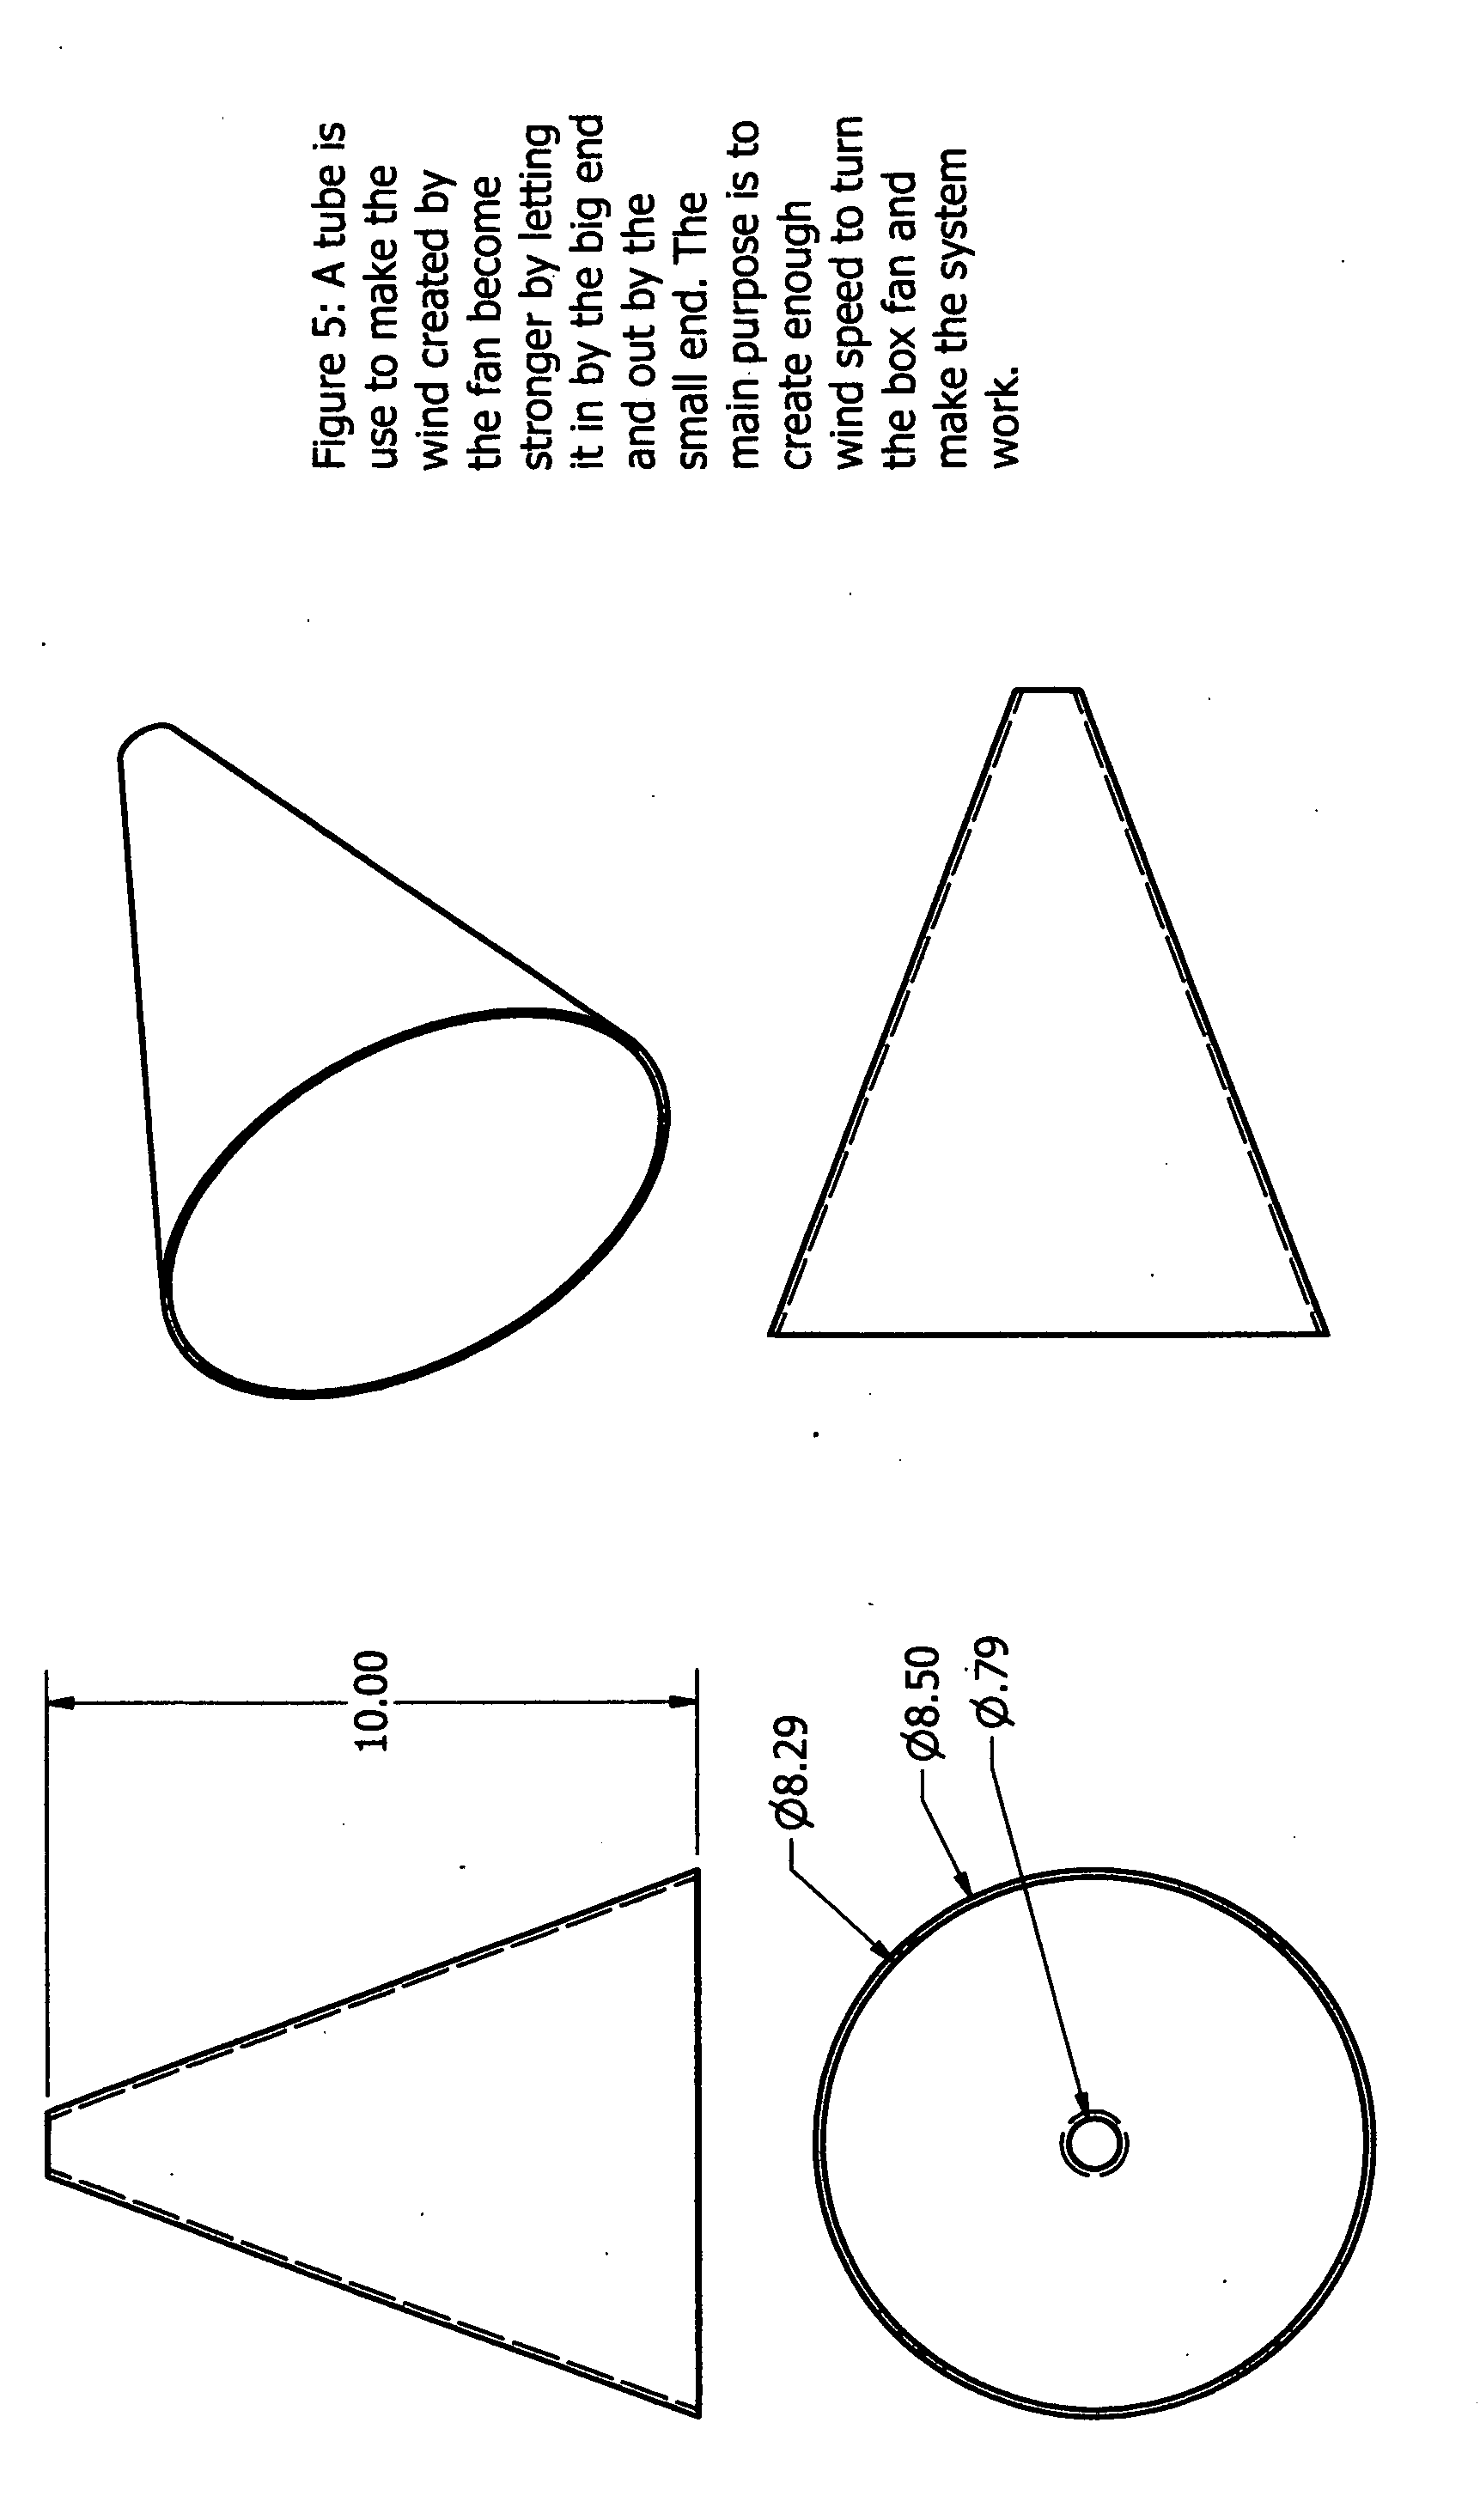 Figure 5: A tube is
use to make the
wind created by
the fan become
stronger by letting
it in by the big end
and out by the
small end. The
main purpose is to
create enough
wind speed to turn
the box fan and
make the system
work.
10.00
Ø8.29
Ø8.50
Ø.79